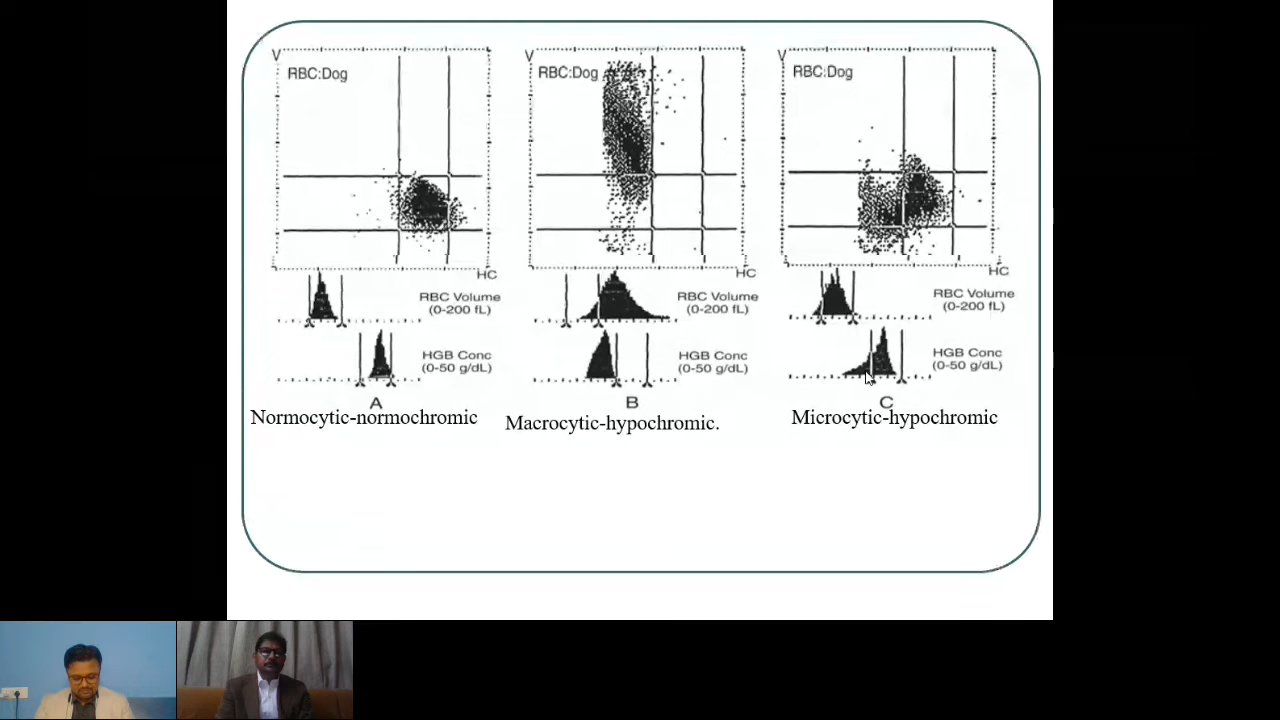 V
RBC:Dog
HC
RBC Volume
(0-200 fL)
HGB Conc
(0-50 g/dL)
A
Normocytic-normochromic
V
RBC:Dog
HC
RBC Volume
(0-200 fL)
HGB Conc
(0-50 g/dL)
B
Macrocytic-hypochromic.
V
RBC:Dog
HC
RBC Volume
(0-200 fL)
HGB Conc
(0-50 g/dL)
C
Microcytic-hypochromic